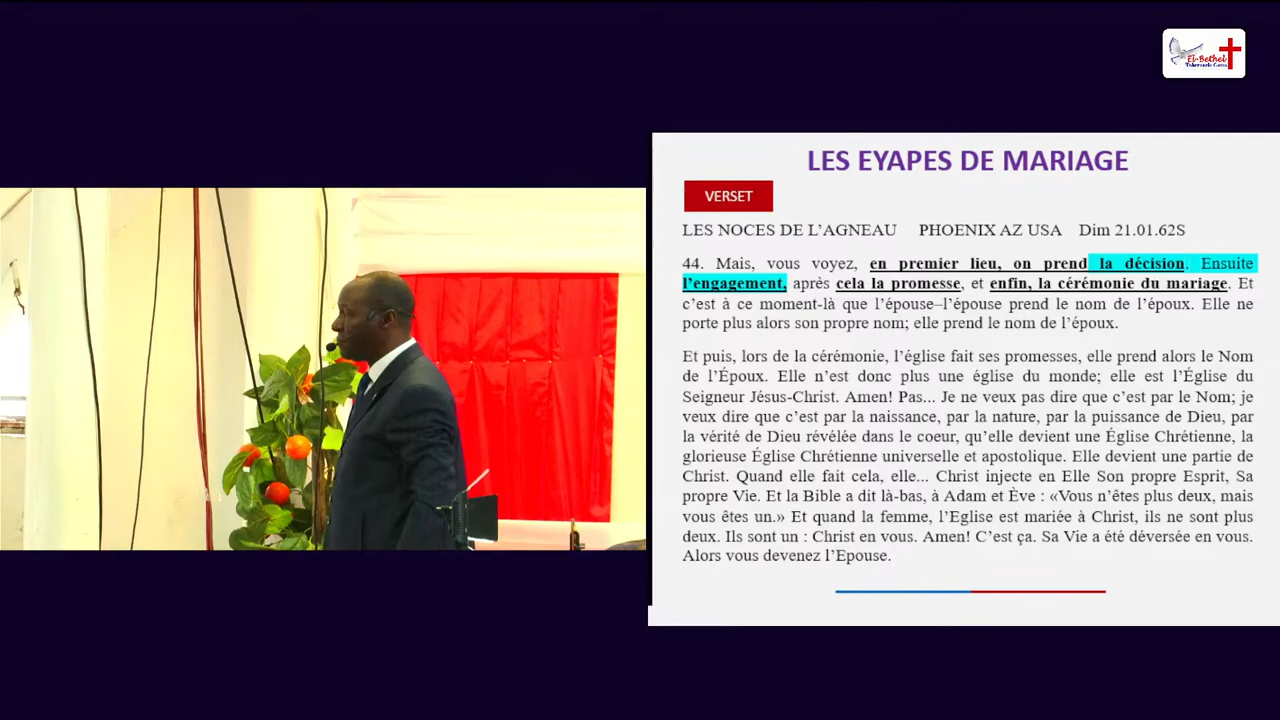 El-Bethel
Tabernacle Goma
LES EYAPES DE MARIAGE
VERSET
LES NOCES DE L’AGNEAU PHOENIX AZ USA Dim 21.01.62S
44. Mais, vous voyez, en premier lieu, on prend la décision. Ensuite
l’engagement, après cela la promesse, et enfin, la cérémonie du mariage. Et
c’est à ce moment-là que l’épouse–l’épouse prend le nom de l’époux. Elle ne
porte plus alors son propre nom; elle prend le nom de l’époux.
Et puis, lors de la cérémonie, l’église fait ses promesses, elle prend alors le Nom
de l’Époux. Elle n’est donc plus une église du monde; elle est l’Église du
Seigneur Jésus-Christ. Amen! Pas... Je ne veux pas dire que c’est par le Nom; je
veux dire que c’est par la naissance, par la nature, par la puissance de Dieu, par
la vérité de Dieu révélée dans le coeur, qu’elle devient une Église Chrétienne, la
glorieuse Église Chrétienne universelle et apostolique. Elle devient une partie de
Christ. Quand elle fait cela, elle... Christ injecte en Elle Son propre Esprit, Sa
propre Vie. Et la Bible a dit là-bas, à Adam et Ève : «Vous n’êtes plus deux, mais
vous êtes un.» Et quand la femme, l’Eglise est mariée à Christ, ils ne sont plus
deux. Ils sont un : Christ en vous. Amen! C’est ça. Sa Vie a été déversée en vous.
Alors vous devenez l’Epouse.